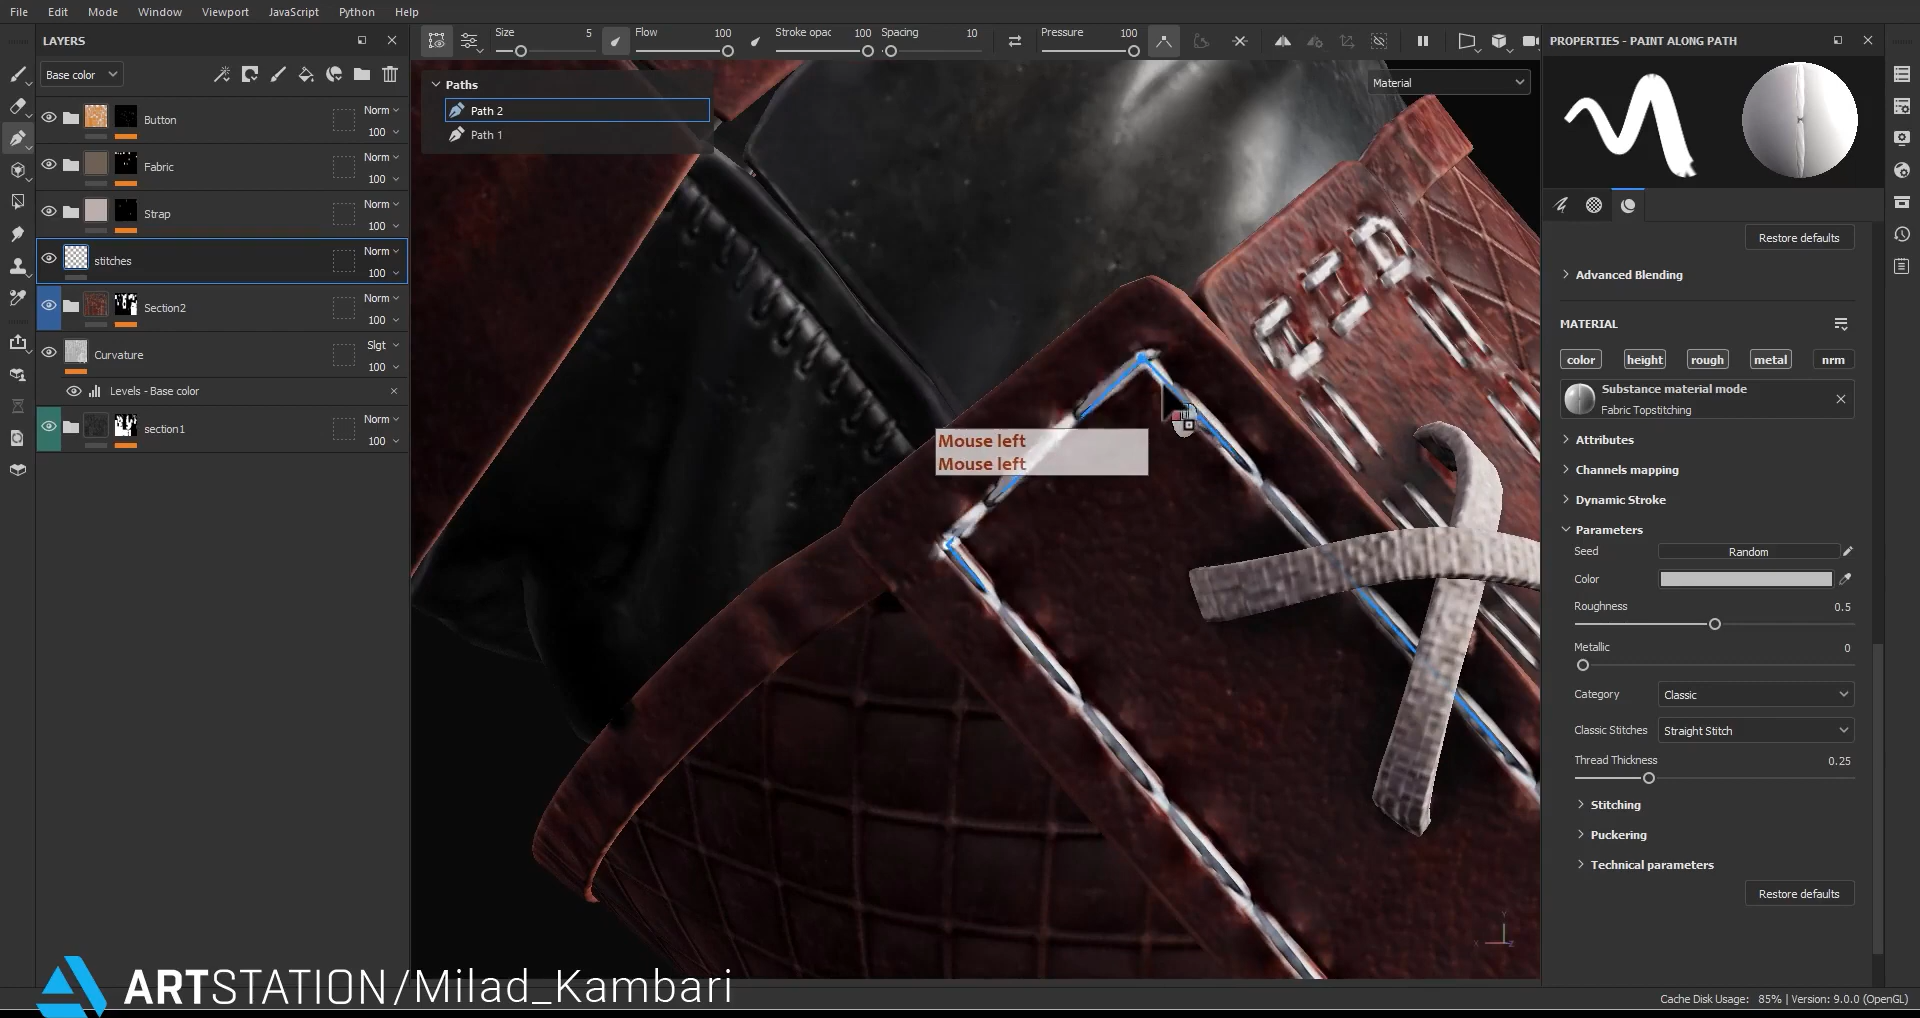 File Edit Mode Window Viewport JavaScript Python Help
LAYERS
Base color
Button Norm 100
Fabric Norm 100
Strap Norm 100
stitches Norm 100
Section2 Norm 100
Curvature Slgt 100
Levels - Base color
section1 Norm 100
Size 5 Flow 100 Stroke opac 100 Spacing 10 Pressure 100
Paths
Path 2
Path 1
Material
Mouse left
Mouse left
PROPERTIES - PAINT ALONG PATH
Restore defaults
Advanced Blending
MATERIAL
color height rough metal nrm
Substance material mode
Fabric Topstitching
Attributes
Channels mapping
Dynamic Stroke
Parameters
Seed Random
Color
Roughness 0.5
Metallic 0
Category Classic
Classic Stitches Straight Stitch
Thread Thickness 0.25
Stitching
Puckering
Technical parameters
Restore defaults
ARTSTATION/Milad_Kambari
Cache Disk Usage: 85% | Version: 9.0.0 (OpenGL)